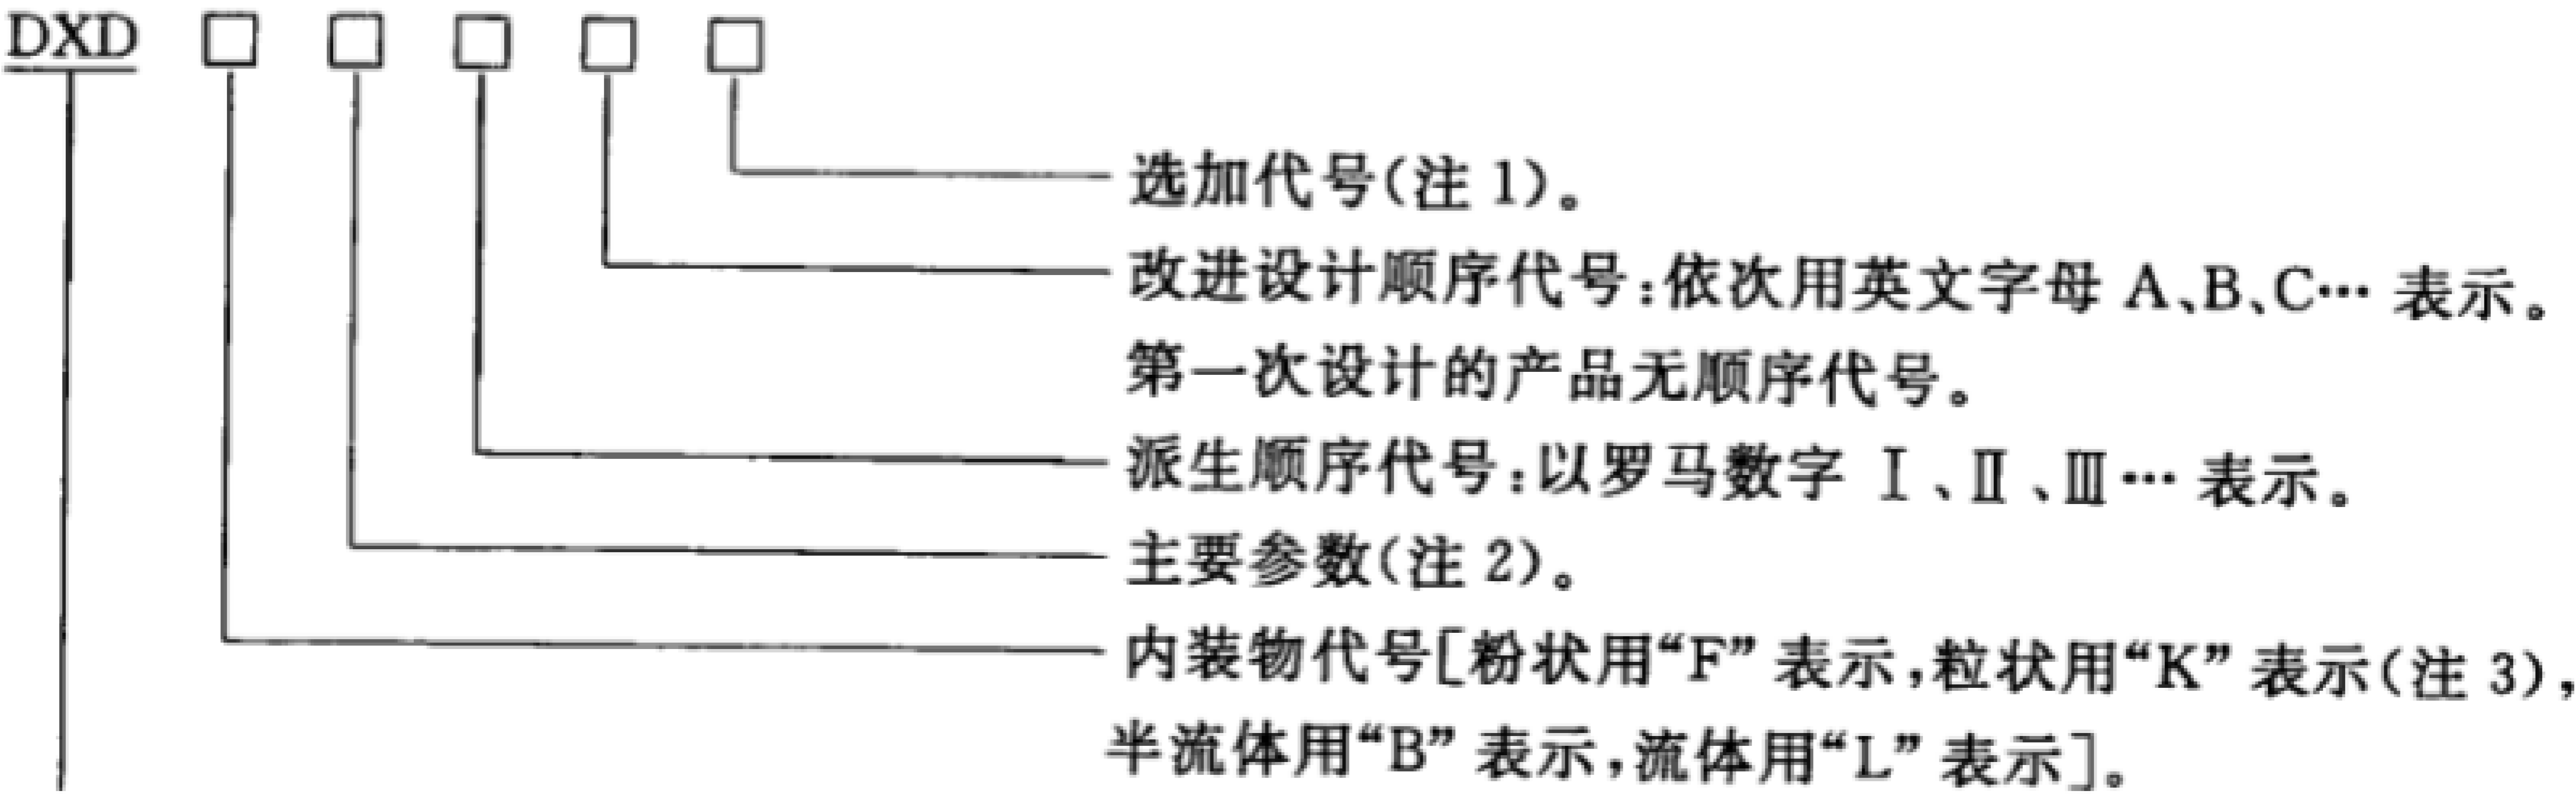 DXD □ □ □ □ □
选加代号(注 1)。
改进设计顺序代号:依次用英文字母 A、B、C… 表示。
第一次设计的产品无顺序代号。
派生顺序代号:以罗马数字 Ⅰ、Ⅱ、Ⅲ… 表示。
主要参数(注 2)。
内装物代号[粉状用“F”表示,粒状用“K”表示(注 3),
半流体用“B”表示,流体用“L”表示]。